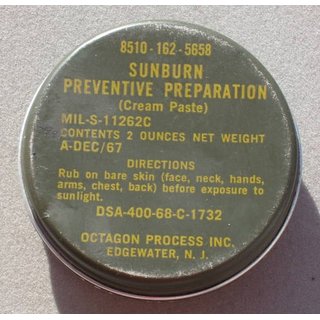 8510-162-5658
SUNBURN
PREVENTIVE PREPARATION
(Cream Paste)
MIL-S-11262C
CONTENTS 2 OUNCES NET WEIGHT
A-DEC/67
DIRECTIONS
Rub on bare skin (face, neck, hands,
arms, chest, back) before exposure to
sunlight.
DSA-400-68-C-1732
OCTAGON PROCESS INC.
EDGEWATER, N. J.